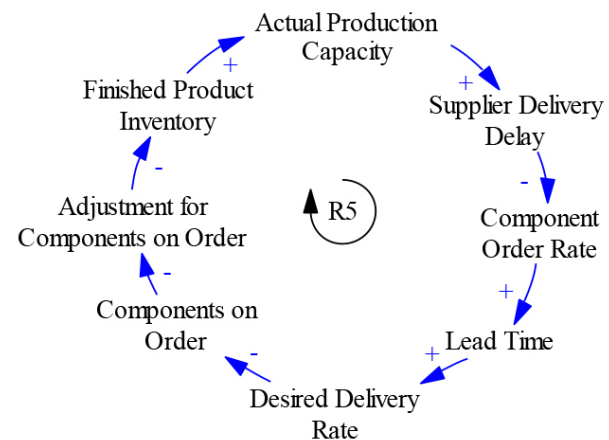 Actual Production
Capacity
+
Supplier Delivery
Delay
-
Component
Order Rate
+
Lead Time
+
Desired Delivery
Rate
-
Components on
Order
-
Adjustment for
Components on Order
-
Finished Product
Inventory
+
R5